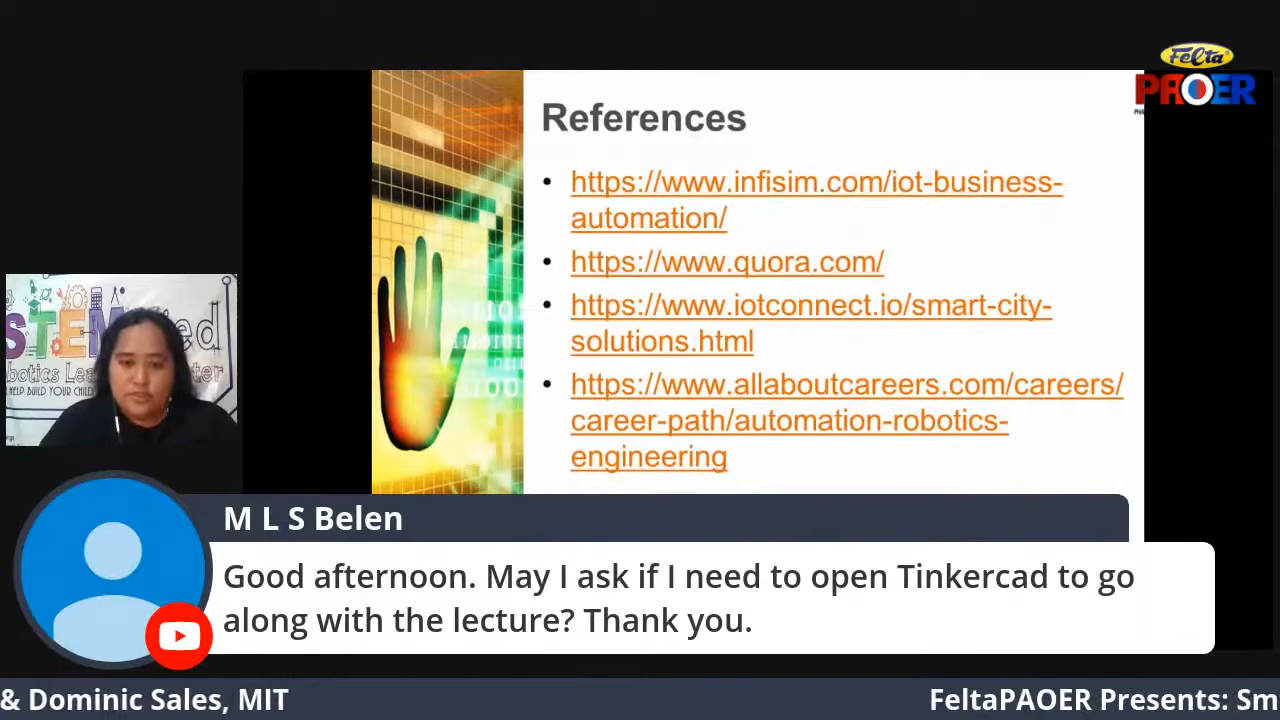 Felta
PAOER
References
• https://www.infisim.com/iot-business-
automation/
• https://www.quora.com/
• https://www.iotconnect.io/smart-city-
solutions.html
• https://www.allaboutcareers.com/careers/
career-path/automation-robotics-
engineering
M L S Belen
Good afternoon. May I ask if I need to open Tinkercad to go
along with the lecture? Thank you.
& Dominic Sales, MIT
FeltaPAOER Presents: Sm